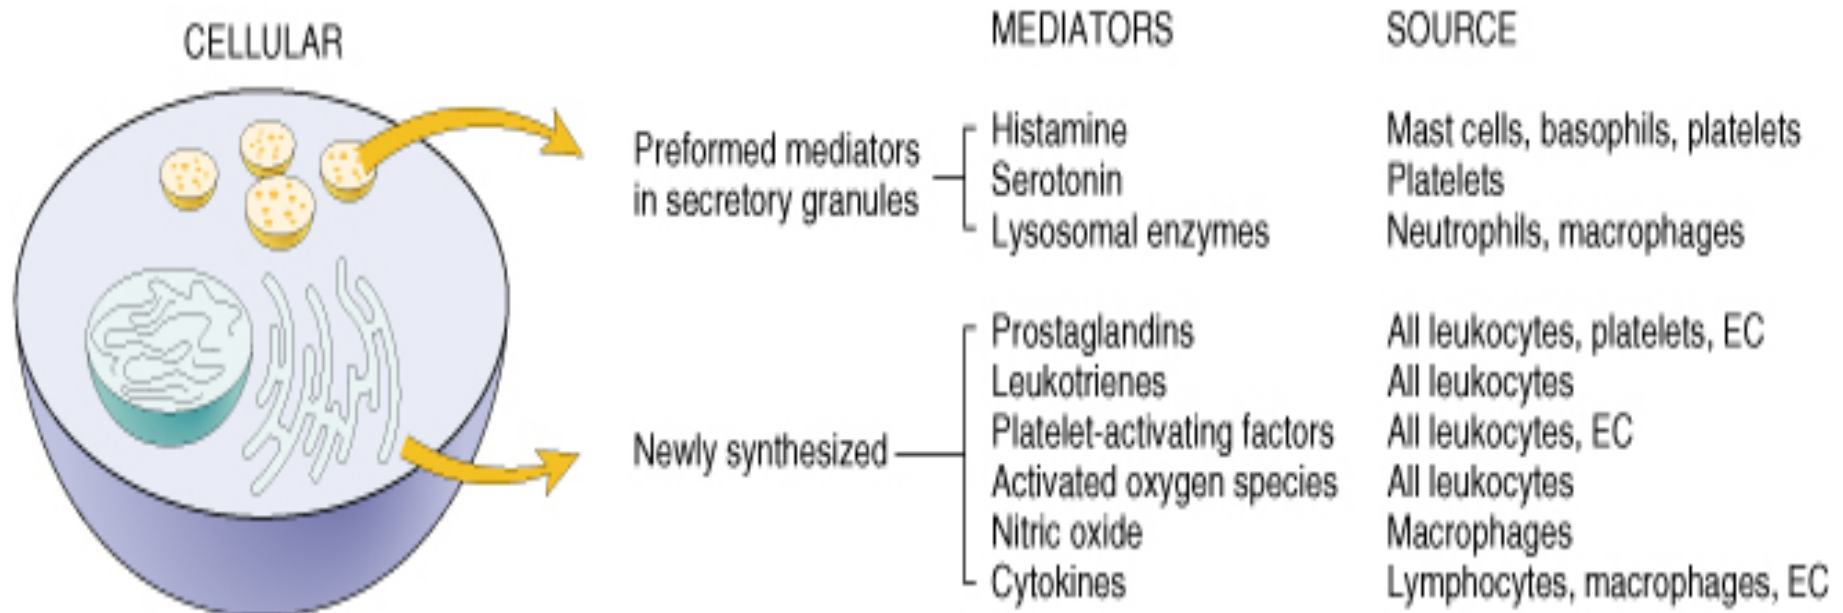 CELLULAR
MEDIATORS SOURCE
Preformed mediators
in secretory granules
Histamine Mast cells, basophils, platelets
Serotonin Platelets
Lysosomal enzymes Neutrophils, macrophages
Newly synthesized
Prostaglandins All leukocytes, platelets, EC
Leukotrienes All leukocytes
Platelet-activating factors All leukocytes, EC
Activated oxygen species All leukocytes
Nitric oxide Macrophages
Cytokines Lymphocytes, macrophages, EC